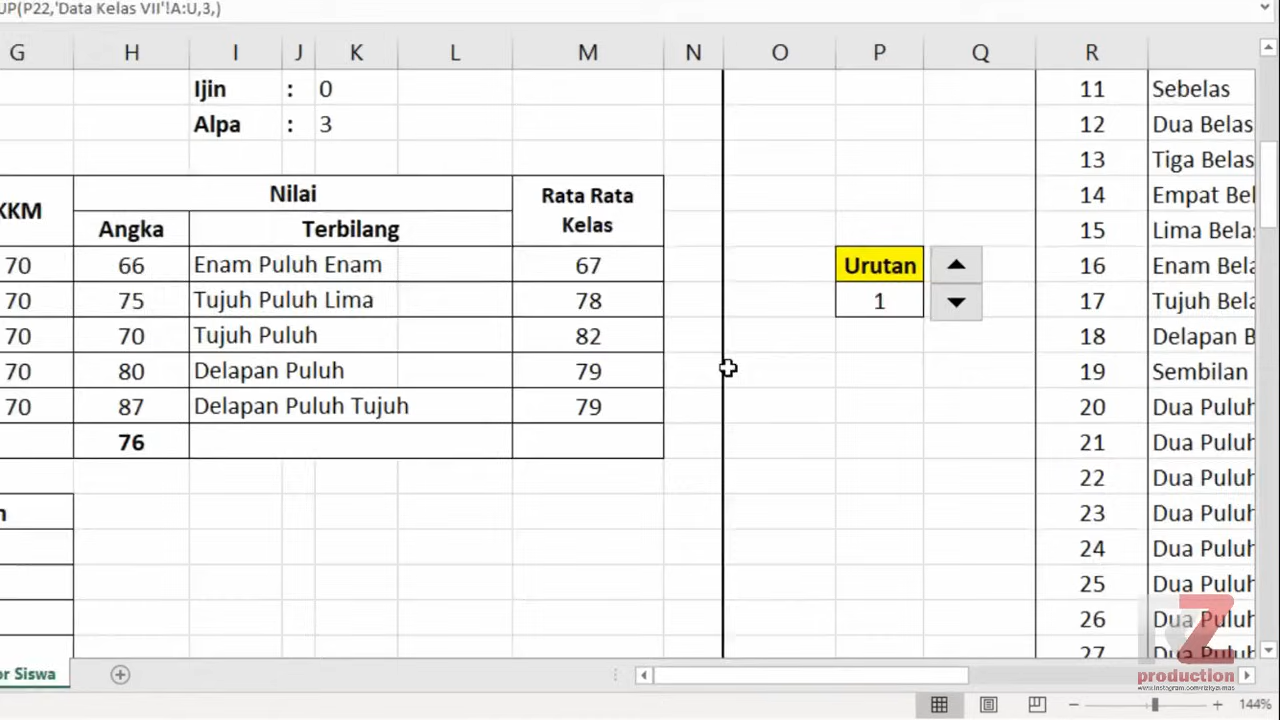 UP(P22,'Data Kelas VII'!A:U,3,)
G H I J K L M N O P Q R
Ijin : 0 11 Sebelas
Alpa : 3 12 Dua Belas
13 Tiga Belas
KKM Nilai Rata Rata Kelas 14 Empat Bel
Angka Terbilang 15 Lima Belas
70 66 Enam Puluh Enam 67 Urutan 16 Enam Bela
70 75 Tujuh Puluh Lima 78 1 17 Tujuh Bela
70 70 Tujuh Puluh 82 18 Delapan B
70 80 Delapan Puluh 79 19 Sembilan
70 87 Delapan Puluh Tujuh 79 20 Dua Puluh
76 21 Dua Puluh
22 Dua Puluh
n 23 Dua Puluh
24 Dua Puluh
25 Dua Puluh
26 Dua Puluh
27 Dua Puluh
RZ
production
or Siswa
144%